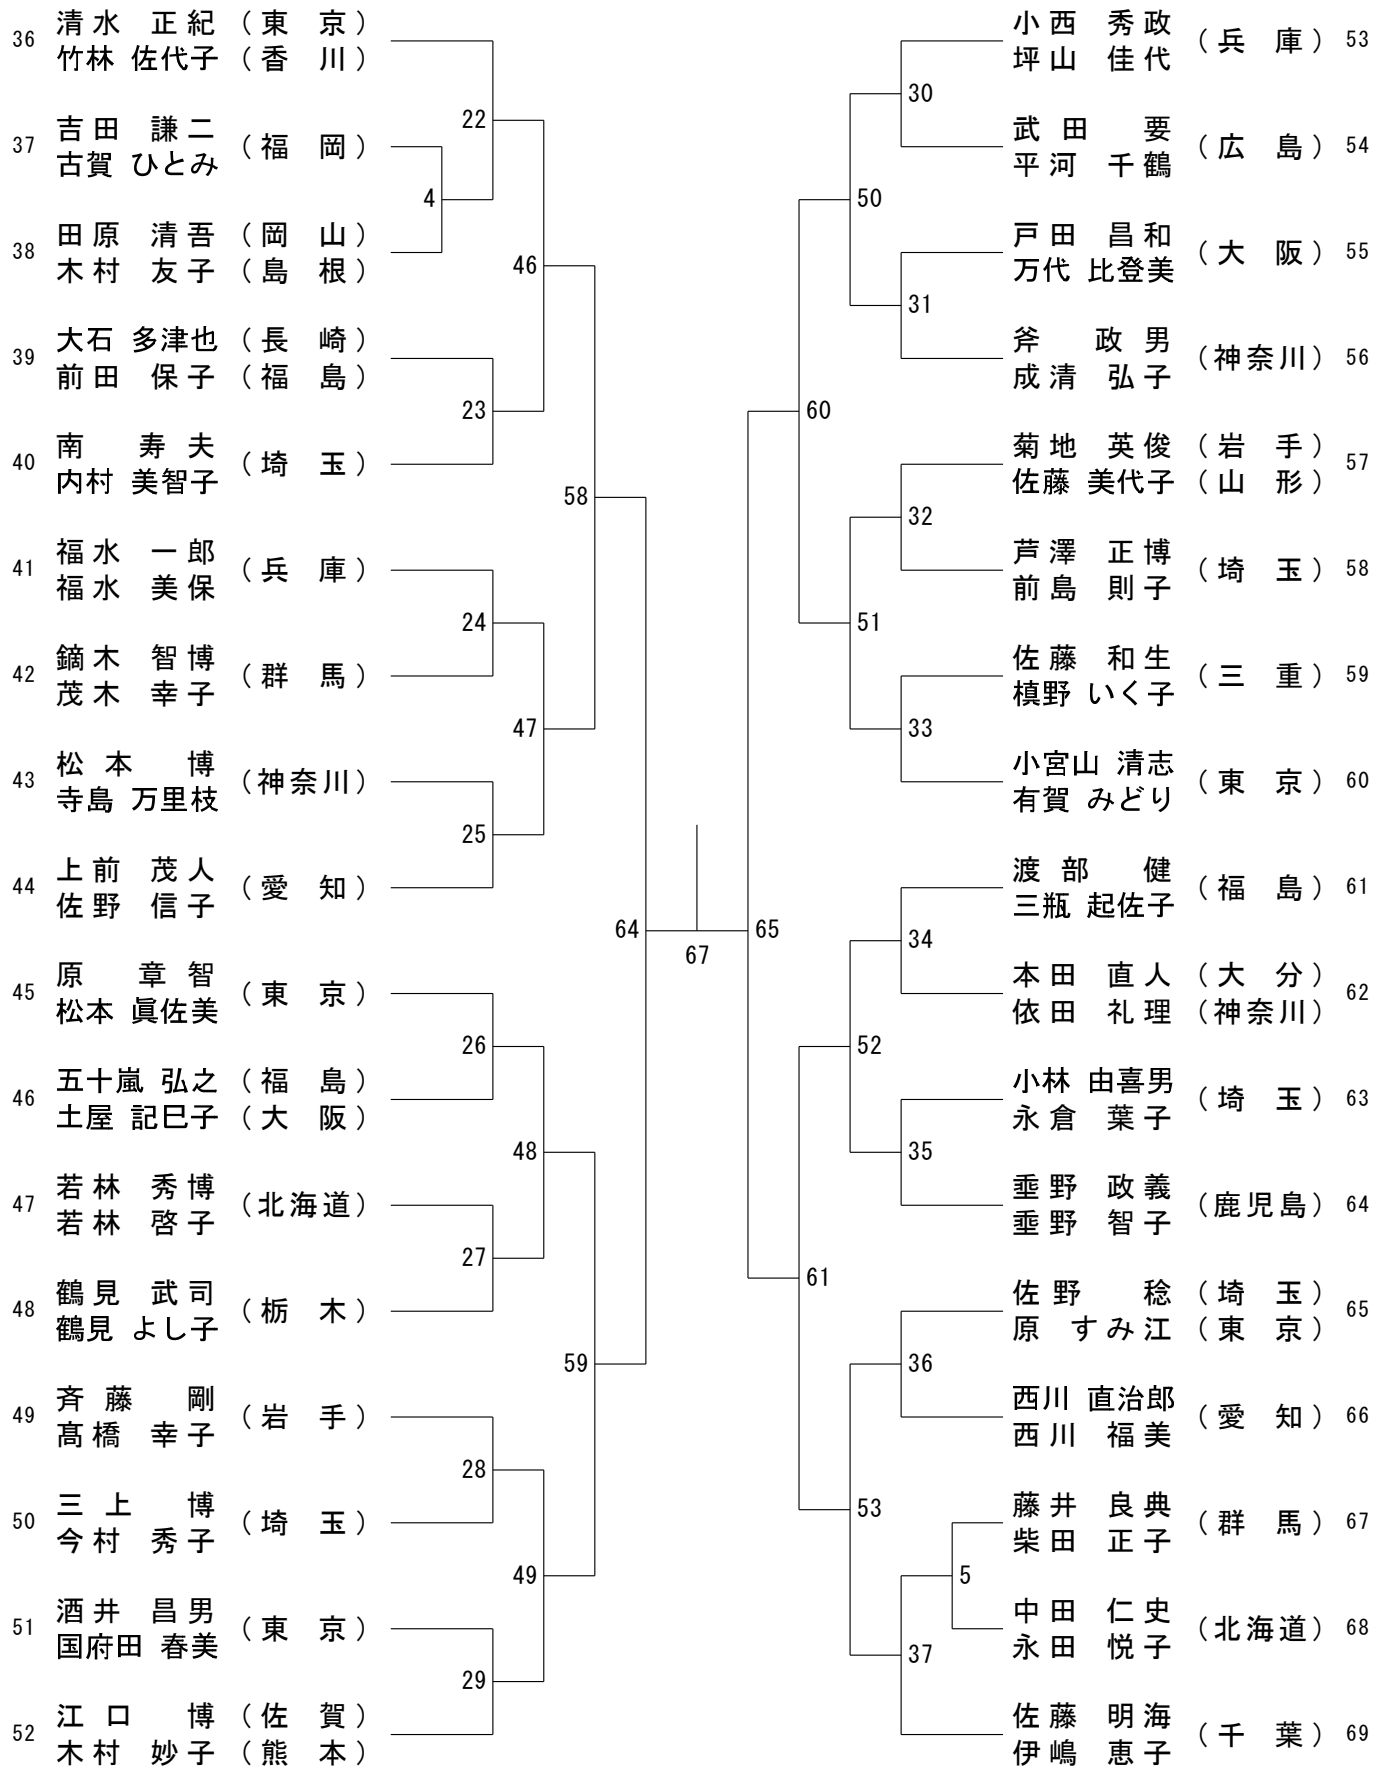 36 清水 正紀 （東 京）
竹林 佐代子 （香 川）
37 吉田 謙二 （福 岡）
古賀 ひとみ
38 田原 清吾 （岡 山）
木村 友子 （島 根）
39 大石 多津也 （長 崎）
前田 保子 （福 島）
40 南 寿夫 （埼 玉）
内村 美智子
41 福水 一郎 （兵 庫）
福水 美保
42 鏑木 智博 （群 馬）
茂木 幸子
43 松本 博 （神奈川）
寺島 万里枝
44 上前 茂人 （愛 知）
佐野 信子
45 原 章智 （東 京）
松本 眞佐美
46 五十嵐 弘之 （福 島）
土屋 記巳子 （大 阪）
47 若林 秀博 （北海道）
若林 啓子
48 鶴見 武司 （栃 木）
鶴見 よし子
49 斉藤 剛 （岩 手）
髙橋 幸子
50 三上 博 （埼 玉）
今村 秀子
51 酒井 昌男 （東 京）
国府田 春美
52 江口 博 （佐 賀）
木村 妙子 （熊 本）
4
22
23
24
25
26
27
28
29
46
47
48
49
58
59
64
67
65
60
61
50
51
52
53
30
31
32
33
34
35
36
37
5
小西 秀政 （兵 庫） 53
坪山 佳代
武田 要 （広 島） 54
平河 千鶴
戸田 昌和 （大 阪） 55
万代 比登美
斧 政男 （神奈川） 56
成清 弘子
菊地 英俊 （岩 手） 57
佐藤 美代子 （山 形）
芦澤 正博 （埼 玉） 58
前島 則子
佐藤 和生 （三 重） 59
槙野 いく子
小宮山 清志 （東 京） 60
有賀 みどり
渡部 健 （福 島） 61
三瓶 起佐子
本田 直人 （大 分） 62
依田 礼理 （神奈川）
小林 由喜男 （埼 玉） 63
永倉 葉子
埀野 政義 （鹿児島） 64
埀野 智子
佐野 稔 （埼 玉） 65
原 すみ江 （東 京）
西川 直治郎 （愛 知） 66
西川 福美
藤井 良典 （群 馬） 67
柴田 正子
中田 仁史 （北海道） 68
永田 悦子
佐藤 明海 （千 葉） 69
伊嶋 恵子